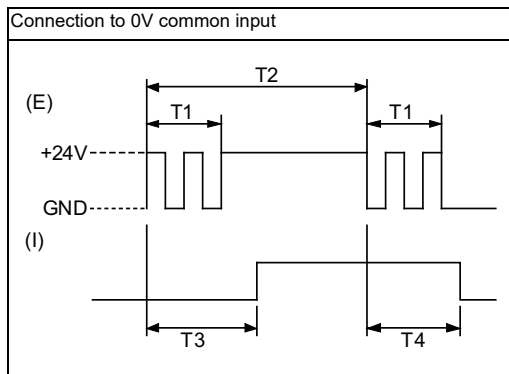 Connection to 0V common input
T2
(E)
T1
T1
+24V
GND
(I)
T3
T4